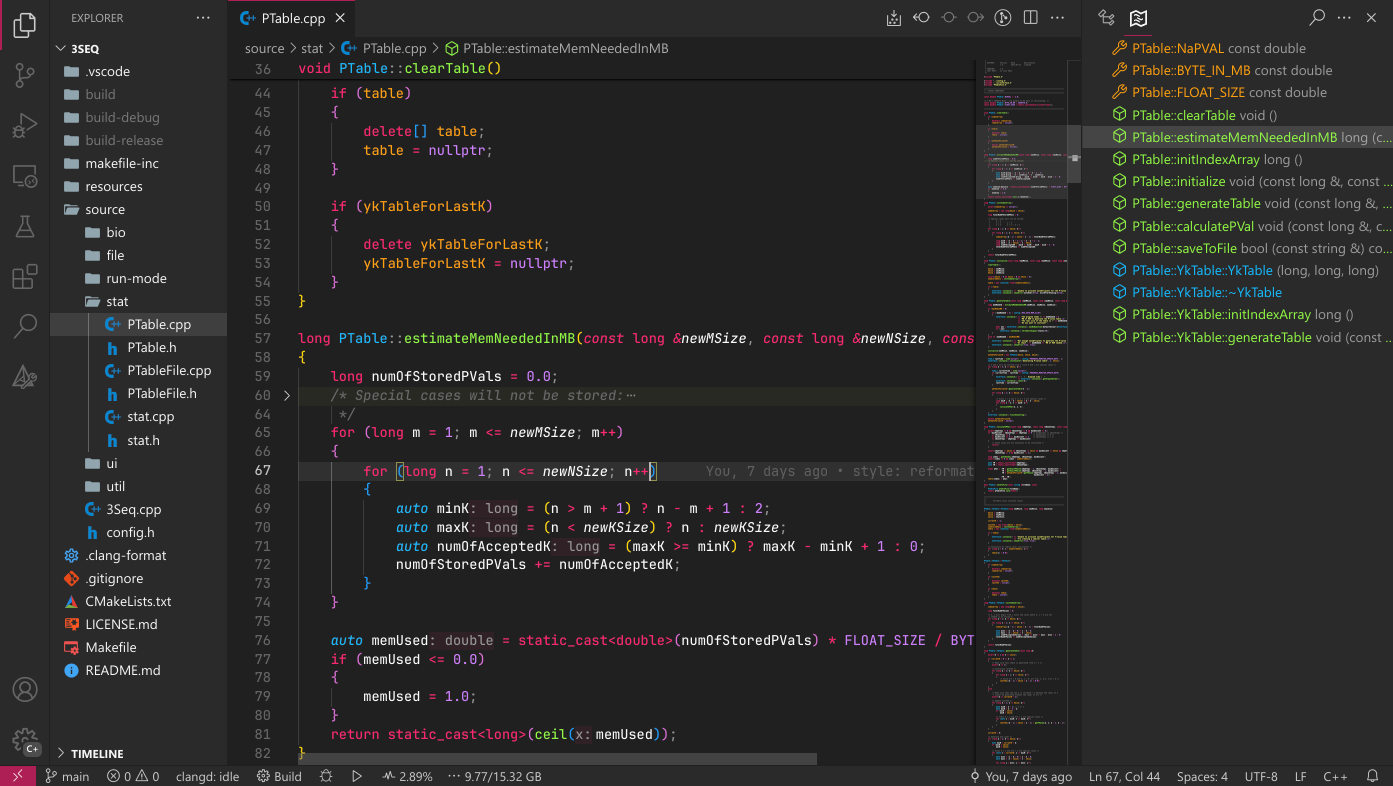 EXPLORER
3SEQ
.vscode
build
build-debug
build-release
makefile-inc
resources
source
bio
file
run-mode
stat
PTable.cpp
PTable.h
PTableFile.cpp
PTableFile.h
stat.cpp
stat.h
ui
util
3Seq.cpp
config.h
.clang-format
.gitignore
CMakeLists.txt
LICENSE.md
Makefile
README.md
TIMELINE
PTable.cpp
source > stat > PTable.cpp > PTable::estimateMemNeededInMB
36 void PTable::clearTable()
44 if (table)
45 {
46 delete[] table;
47 table = nullptr;
48 }
49
50 if (ykTableForLastK)
51 {
52 delete ykTableForLastK;
53 ykTableForLastK = nullptr;
54 }
55 }
56
57 long PTable::estimateMemNeededInMB(const long &newMSize, const long &newNSize, cons
58 {
59 long numOfStoredPVals = 0.0;
60 /* Special cases will not be stored:⋯
64 */
65 for (long m = 1; m <= newMSize; m++)
66 {
67 for (long n = 1; n <= newNSize; n++) You, 7 days ago • style: reformat
68 {
69 auto minK: long = (n > m + 1) ? n - m + 1 : 2;
70 auto maxK: long = (n < newKSize) ? n : newKSize;
71 auto numOfAcceptedK: long = (maxK >= minK) ? maxK - minK + 1 : 0;
72 numOfStoredPVals += numOfAcceptedK;
73 }
74 }
75
76 auto memUsed: double = static_cast<double>(numOfStoredPVals) * FLOAT_SIZE / BYT
77 if (memUsed <= 0.0)
78 {
79 memUsed = 1.0;
80 }
81 return static_cast<long>(ceil(x: memUsed));
82 }
PTable::NaPVAL const double
PTable::BYTE_IN_MB const double
PTable::FLOAT_SIZE const double
PTable::clearTable void ()
PTable::estimateMemNeededInMB long (c...
PTable::initIndexArray long ()
PTable::initialize void (const long &, const ...
PTable::generateTable void (const long &, ...
PTable::calculatePVal void (const long &, c...
PTable::saveToFile bool (const string &) co...
PTable::YkTable::YkTable (long, long, long)
PTable::YkTable::~YkTable
PTable::YkTable::initIndexArray long ()
PTable::YkTable::generateTable void (const ...
C+
main 0 0 clangd: idle Build 2.89% 9.77/15.32 GB You, 7 days ago Ln 67, Col 44 Spaces: 4 UTF-8 LF C++